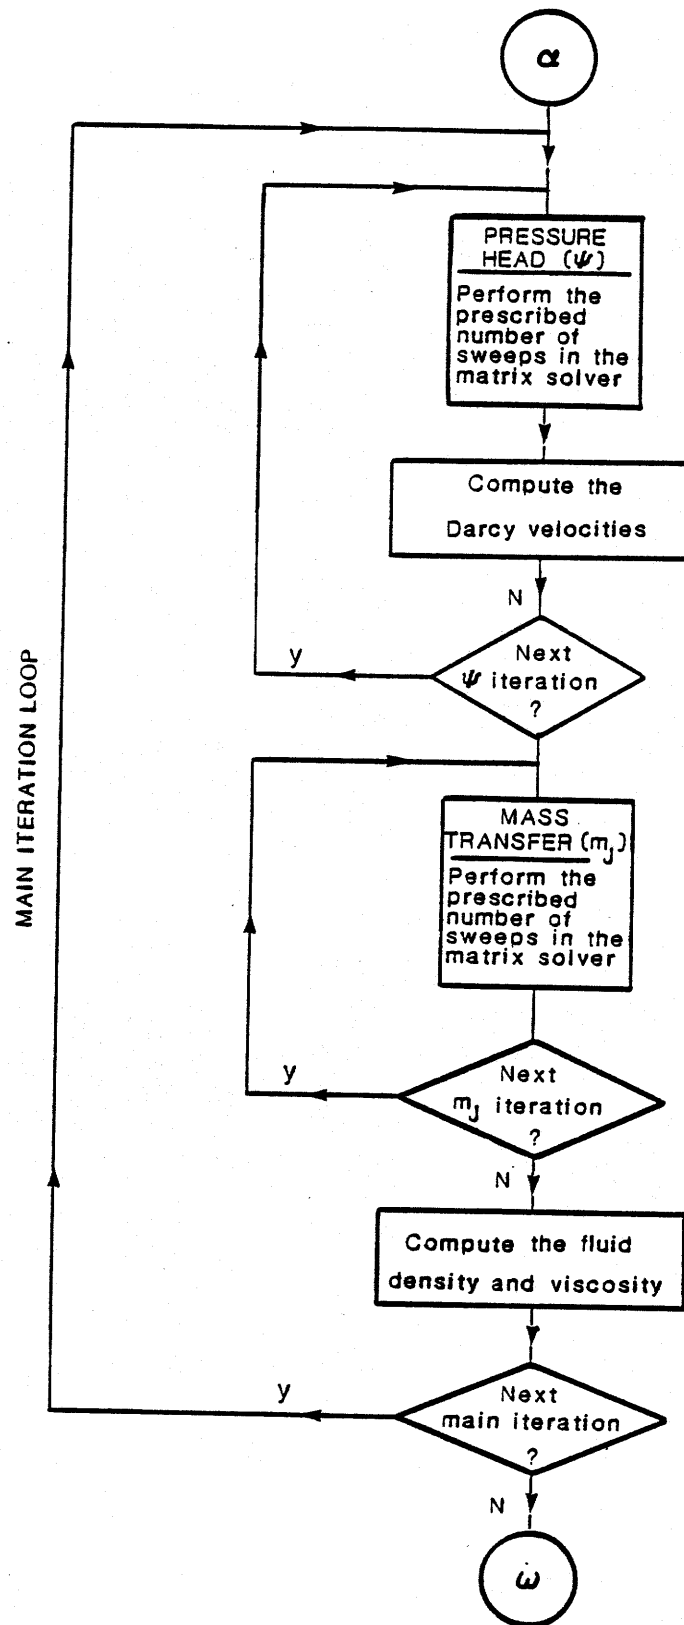 α
PRESSURE
HEAD (ψ)
Perform the
prescribed
number of
sweeps in the
matrix solver
Compute the
Darcy velocities
N
y
Next
ψ iteration
?
MAIN ITERATION LOOP
MASS
TRANSFER (mJ)
Perform the
prescribed
number of
sweeps in the
matrix solver
y
Next
mJ iteration
?
N
Compute the fluid
density and viscosity
y
Next
main iteration
?
N
ω